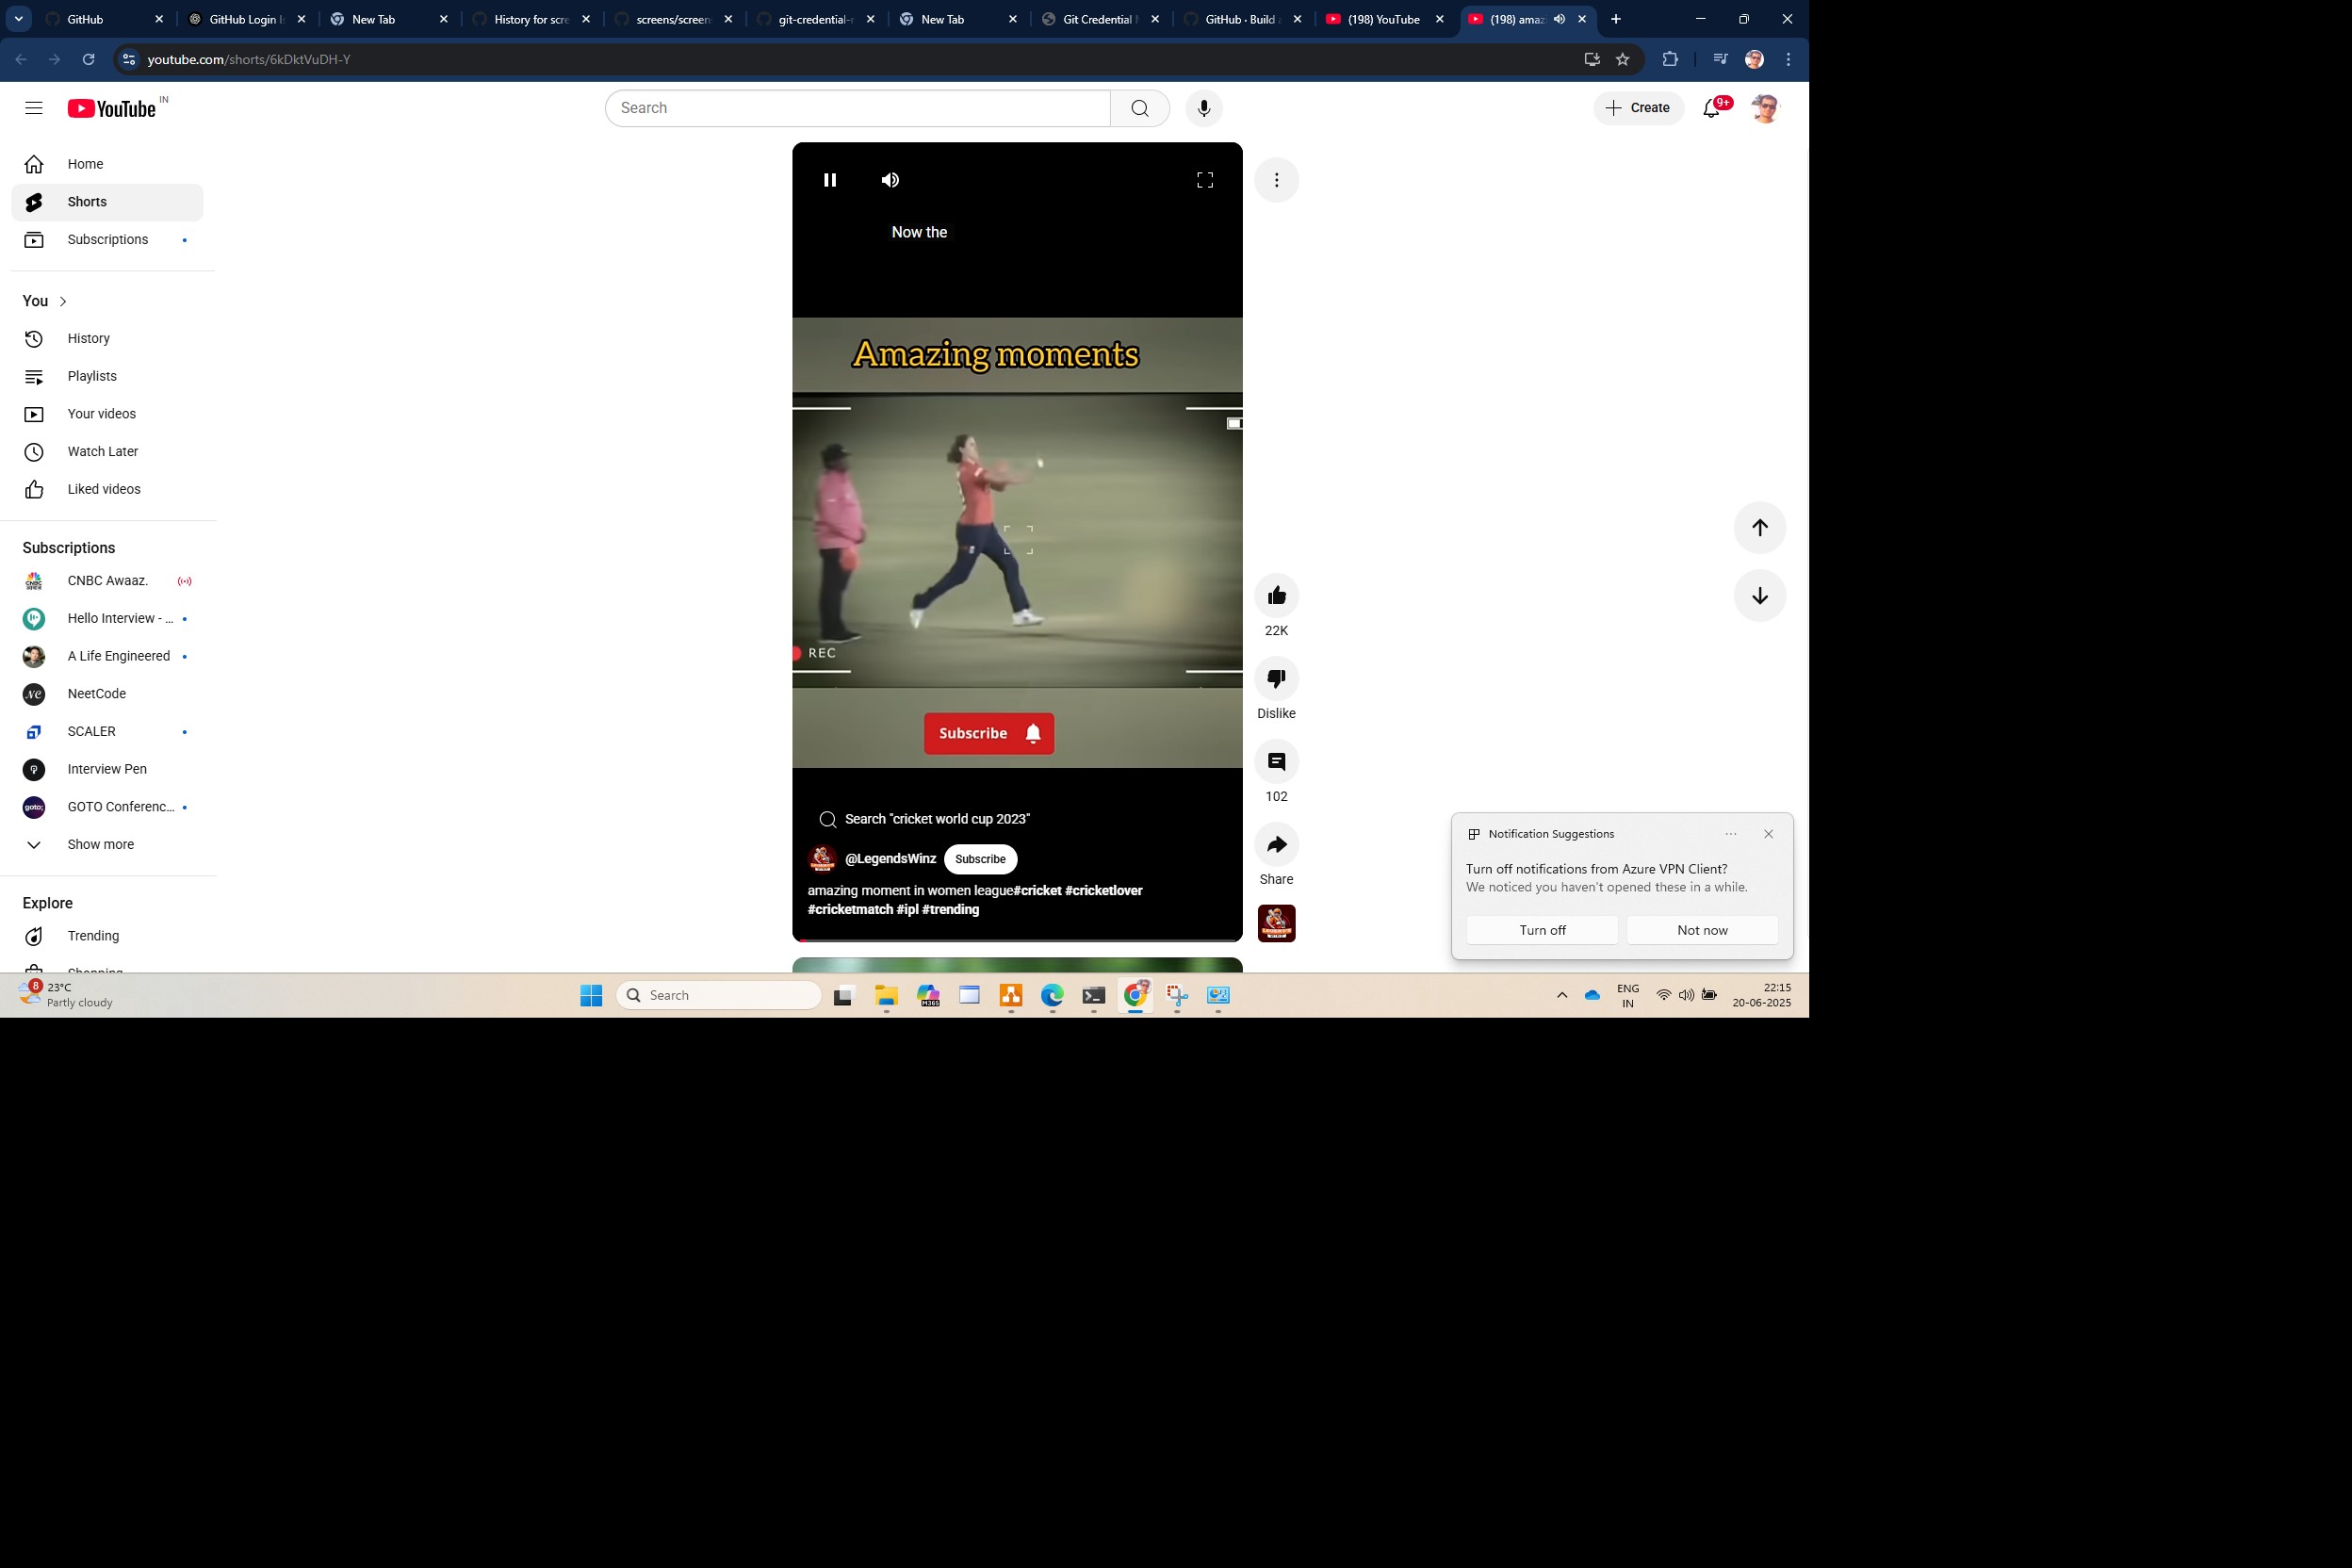 GitHub
GitHub Login
New Tab
History for scre
screens/screen
git-credential-
New Tab
Git Credential
GitHub · Build
(198) YouTube
(198) ama
youtube.com/shorts/6kDktVuDH-Y
YouTube IN
Search
Create
9+
Home
Shorts
Subscriptions
You
History
Playlists
Your videos
Watch Later
Liked videos
Subscriptions
CNBC Awaaz.
Hello Interview - ...
A Life Engineered
NeetCode
SCALER
Interview Pen
goto;
GOTO Conferenc...
Show more
Explore
Trending
Shopping
Now the
Amazing moments
REC
Subscribe
Search "cricket world cup 2023"
@LegendsWinz
Subscribe
amazing moment in women league#cricket #cricketlover
#cricketmatch #ipl #trending
22K
Dislike
102
Share
Notification Suggestions
Turn off notifications from Azure VPN Client?
We noticed you haven't opened these in a while.
Turn off
Not now
8
23°C
Partly cloudy
Search
M365
ENG
IN
22:15
20-06-2025